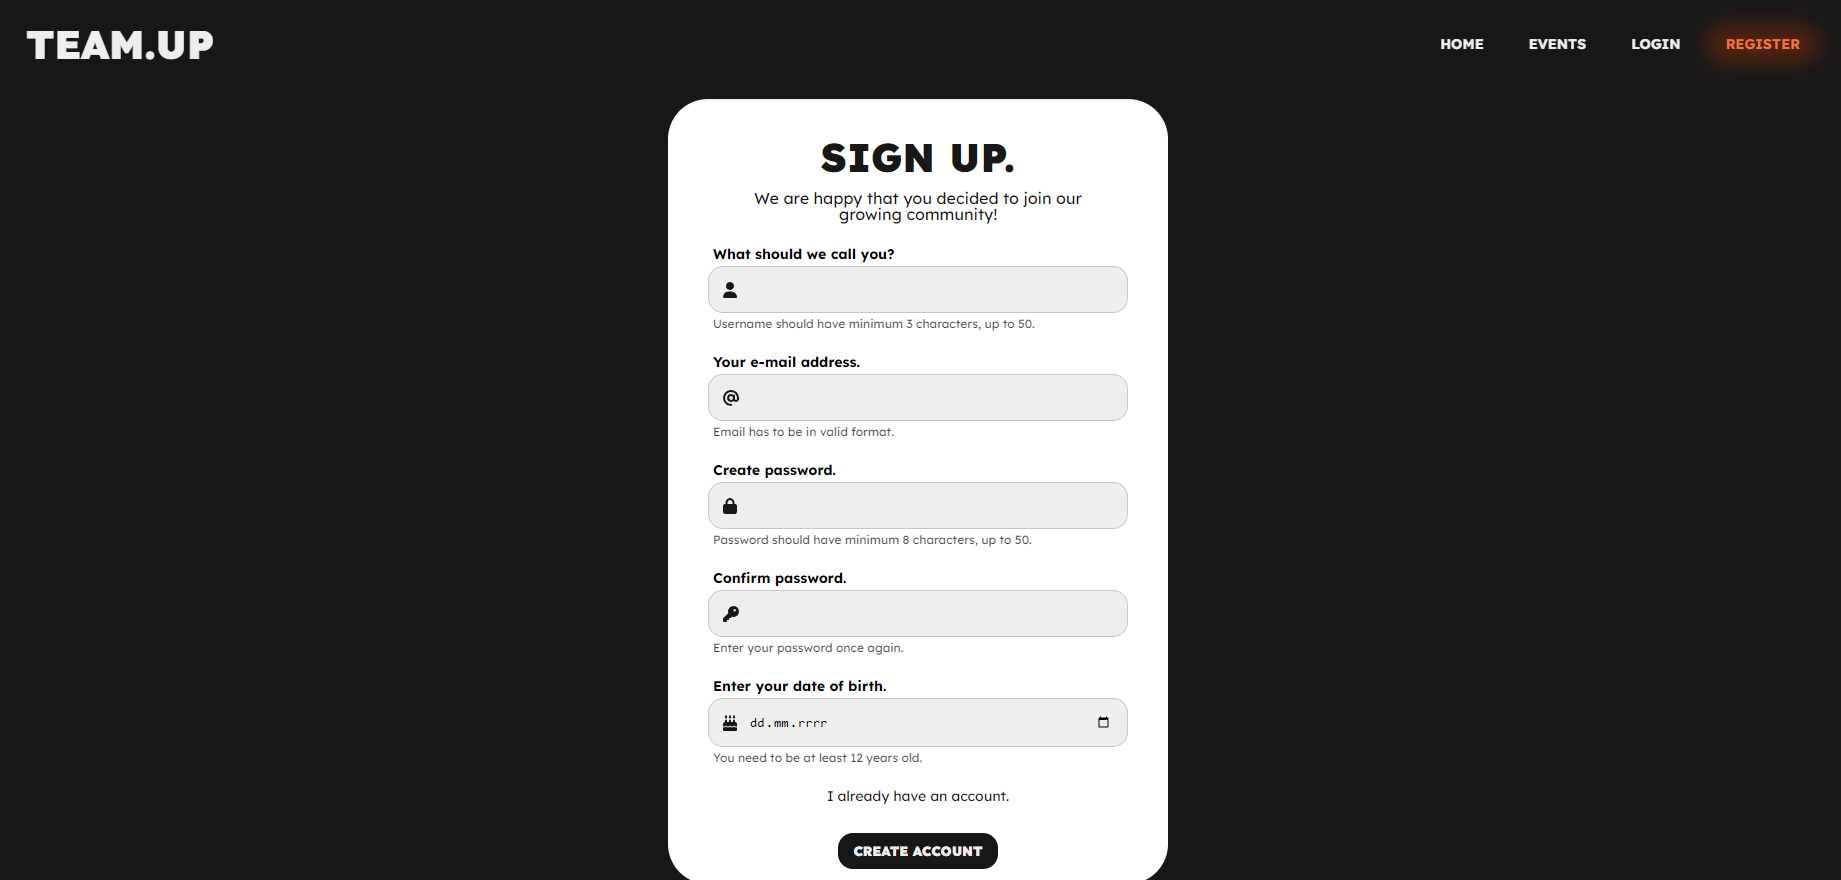 TEAM.UP
HOME EVENTS LOGIN REGISTER
SIGN UP.
We are happy that you decided to join our
growing community!
What should we call you?
Username should have minimum 3 characters, up to 50.
Your e-mail address.
Email has to be in valid format.
Create password.
Password should have minimum 8 characters, up to 50.
Confirm password.
Enter your password once again.
Enter your date of birth.
dd.mm.rrrr
You need to be at least 12 years old.
I already have an account.
CREATE ACCOUNT